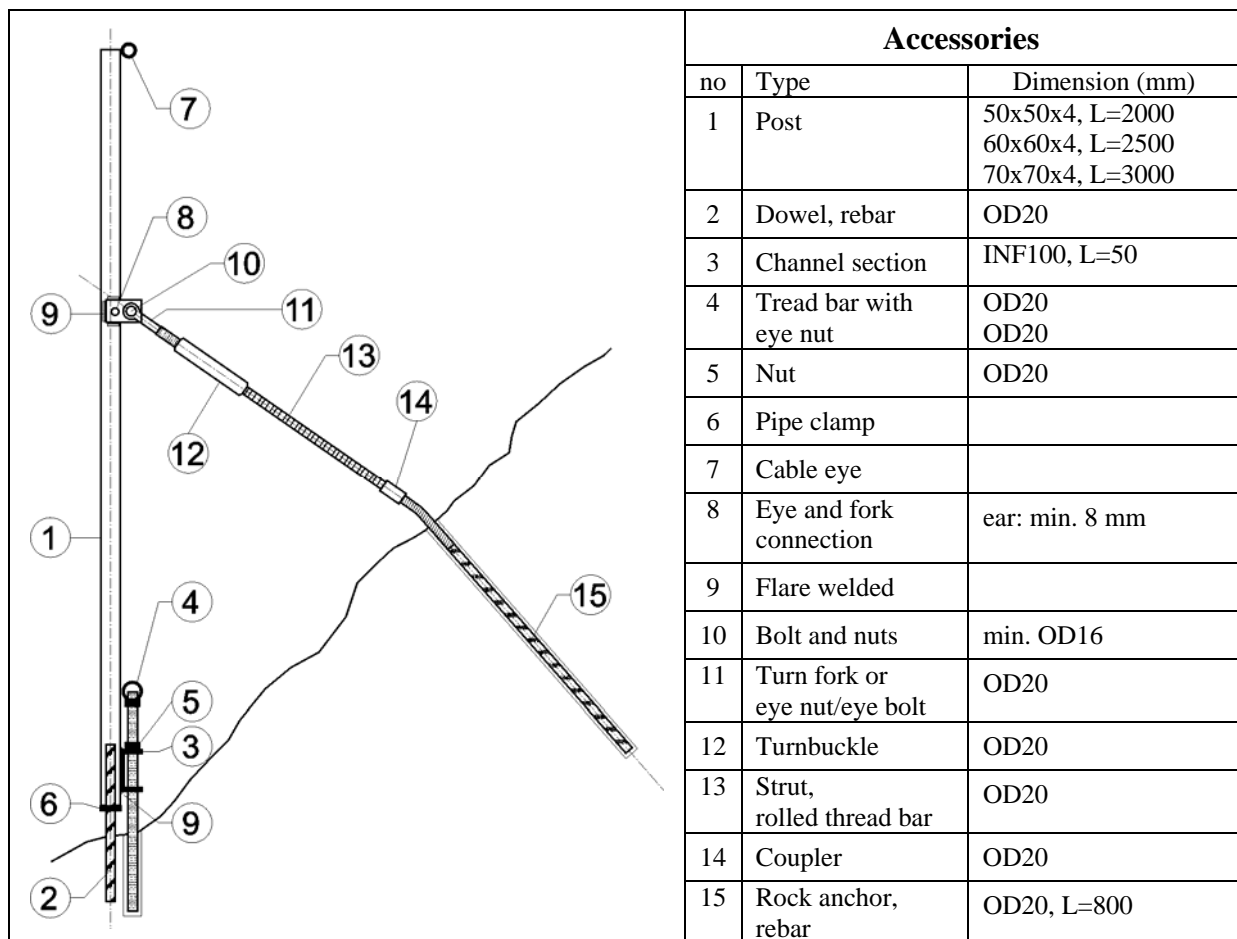 7
8
10
9
11
13
14
12
1
4
15
5
3
6
9
2
Accessories
no Type Dimension (mm)
1 Post 50x50x4, L=2000
60x60x4, L=2500
70x70x4, L=3000
2 Dowel, rebar OD20
3 Channel section INF100, L=50
4 Tread bar with OD20
eye nut OD20
5 Nut OD20
6 Pipe clamp
7 Cable eye
8 Eye and fork
connection ear: min. 8 mm
9 Flare welded
10 Bolt and nuts min. OD16
11 Turn fork or
eye nut/eye bolt OD20
12 Turnbuckle OD20
13 Strut,
rolled thread bar OD20
14 Coupler OD20
15 Rock anchor,
rebar OD20, L=800